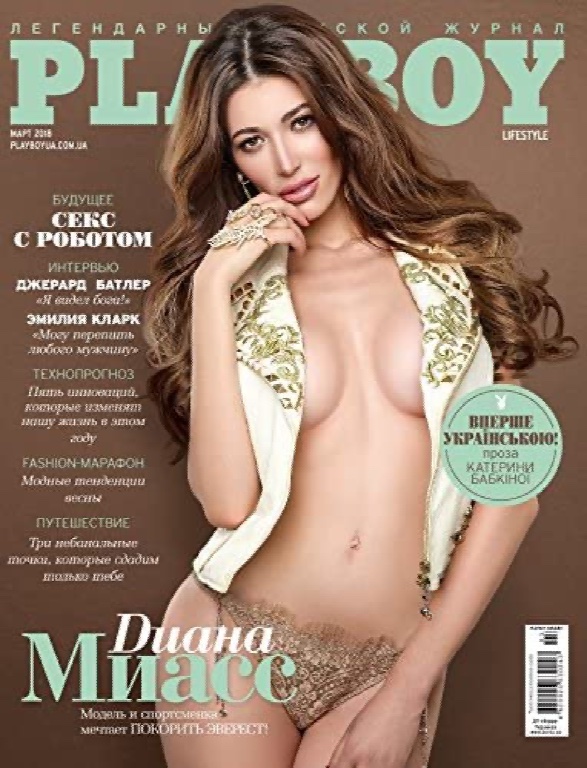 ЛЕГЕНДАРНЫ СКОЙ ЖУРНАЛ
PLAYBOY
МАРТ 2018
PLAYBOYUA.COM.UA
LIFESTYLE
БУДУЩЕЕ
СЕКС
С РОБОТОМ
ИНТЕРВЬЮ
ДЖЕРАРД БАТЛЕР
«Я видел бога!»
ЭМИЛИЯ КЛАРК
«Могу перепить
любого мужчину»
ТЕХНОПРОГНОЗ
Пять инноваций,
которые изменят
нашу жизнь в этом
году
FASHION-МАРАФОН
Модные тенденции
весны
ПУТЕШЕСТВИЕ
Три небанальные
точки, которые сдадим
только тебе
ВПЕРШЕ
УКРАЇНСЬКОЮ!
проза
КАТЕРИНИ
БАБКІНОЇ
Диана
Миасс
Модель и спортсменка
мечтает ПОКОРИТЬ ЭВЕРЕСТ!